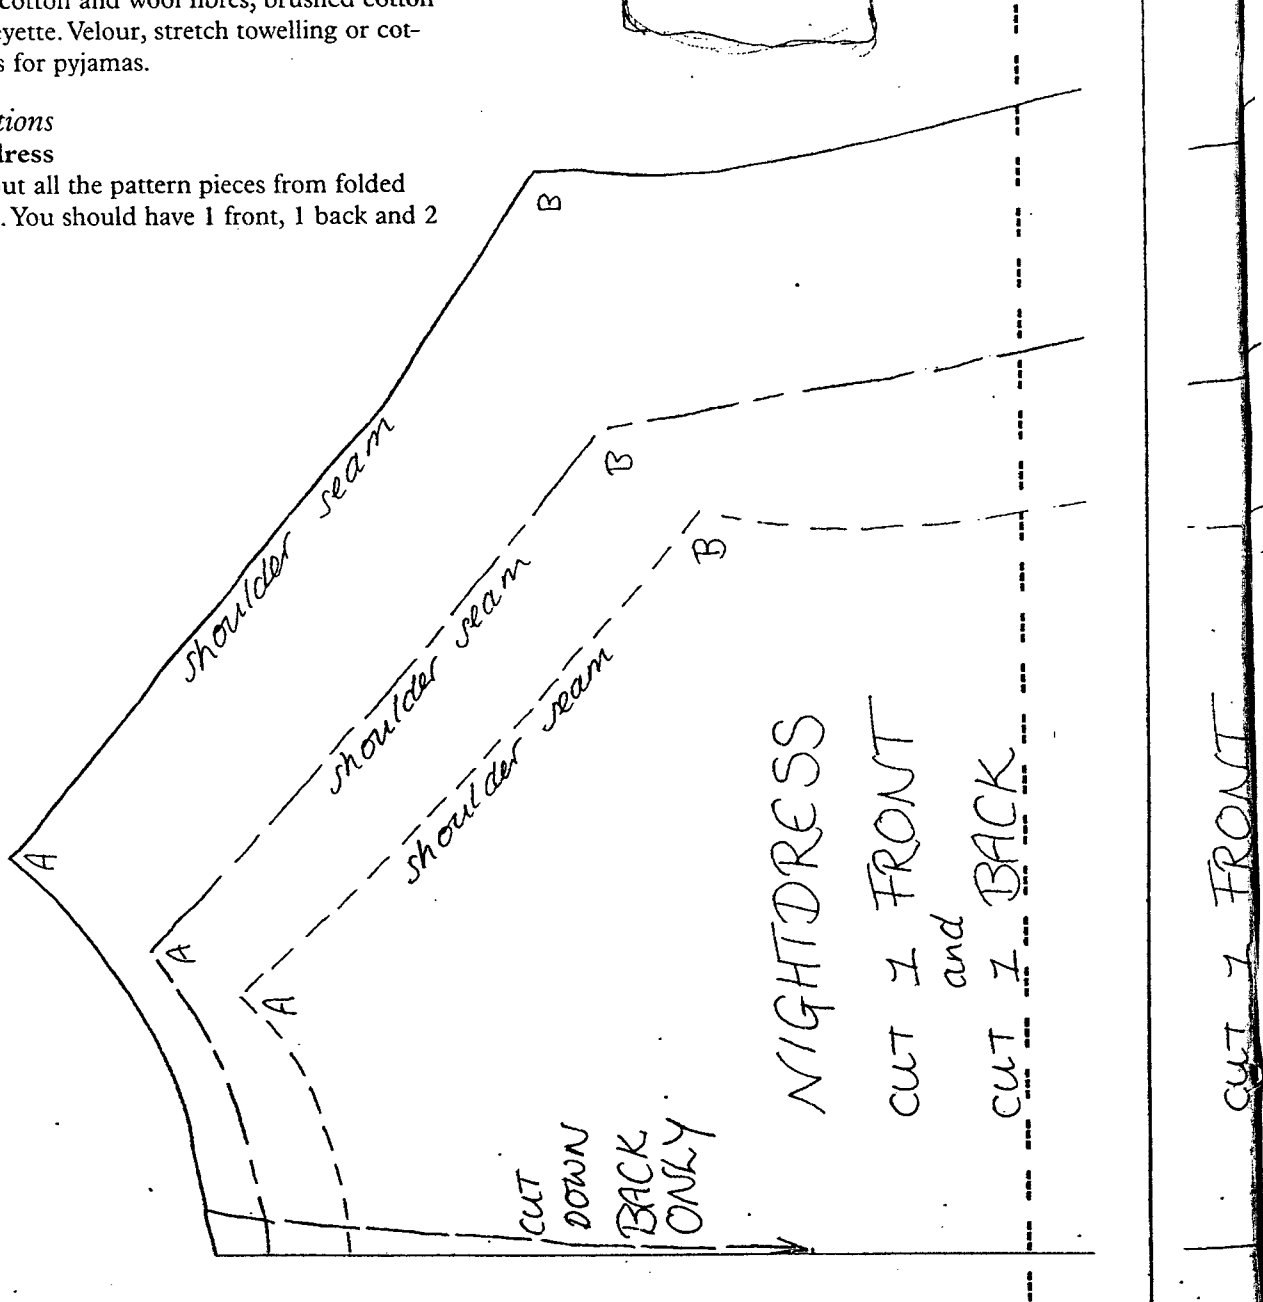 cotton and wool fibres, brushed cotton
eyette. Velour, stretch towelling or cot-
s for pyjamas.
tions
dress
ut all the pattern pieces from folded
. You should have 1 front, 1 back and 2
B
shoulder seam
A
B
shoulder seam
A
B
shoulder seam
A
CUT
DOWN
BACK
ONLY
NIGHTDRESS
CUT 1 FRONT
and
CUT 1 BACK
CUT 1 FRONT